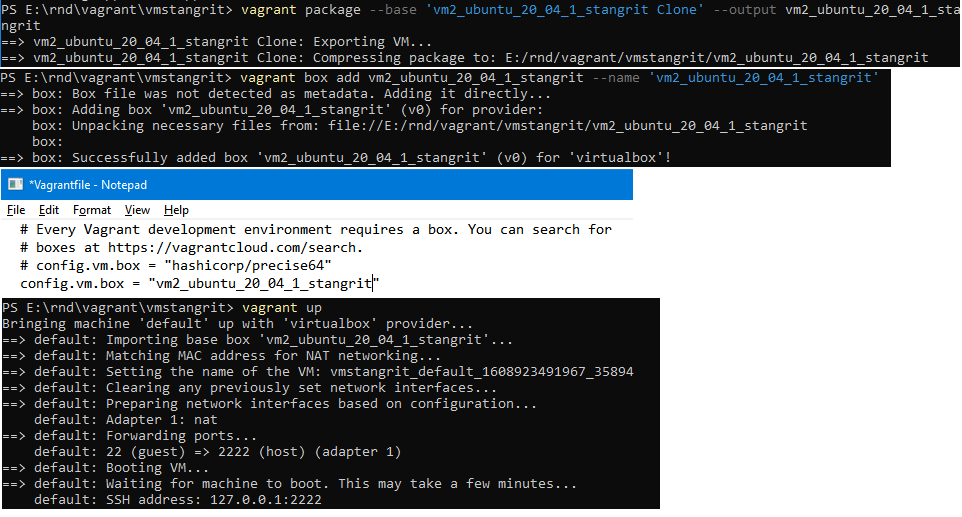 PS E:\rnd\vagrant\vmstangrit> vagrant package --base 'vm2_ubuntu_20_04_1_stangrit Clone' --output vm2_ubuntu_20_04_1_sta
ngrit
==> vm2_ubuntu_20_04_1_stangrit Clone: Exporting VM...
==> vm2_ubuntu_20_04_1_stangrit Clone: Compressing package to: E:/rnd/vagrant/vmstangrit/vm2_ubuntu_20_04_1_stangrit
PS E:\rnd\vagrant\vmstangrit> vagrant box add vm2_ubuntu_20_04_1_stangrit --name 'vm2_ubuntu_20_04_1_stangrit'
==> box: Box file was not detected as metadata. Adding it directly...
==> box: Adding box 'vm2_ubuntu_20_04_1_stangrit' (v0) for provider:
    box: Unpacking necessary files from: file://E:/rnd/vagrant/vmstangrit/vm2_ubuntu_20_04_1_stangrit
    box:
==> box: Successfully added box 'vm2_ubuntu_20_04_1_stangrit' (v0) for 'virtualbox'!
*Vagrantfile - Notepad
File Edit Format View Help
# Every Vagrant development environment requires a box. You can search for
# boxes at https://vagrantcloud.com/search.
# config.vm.box = "hashicorp/precise64"
config.vm.box = "vm2_ubuntu_20_04_1_stangrit"
PS E:\rnd\vagrant\vmstangrit> vagrant up
Bringing machine 'default' up with 'virtualbox' provider...
==> default: Importing base box 'vm2_ubuntu_20_04_1_stangrit'...
==> default: Matching MAC address for NAT networking...
==> default: Setting the name of the VM: vmstangrit_default_1608923491967_35894
==> default: Clearing any previously set network interfaces...
==> default: Preparing network interfaces based on configuration...
    default: Adapter 1: nat
==> default: Forwarding ports...
    default: 22 (guest) => 2222 (host) (adapter 1)
==> default: Booting VM...
==> default: Waiting for machine to boot. This may take a few minutes...
    default: SSH address: 127.0.0.1:2222